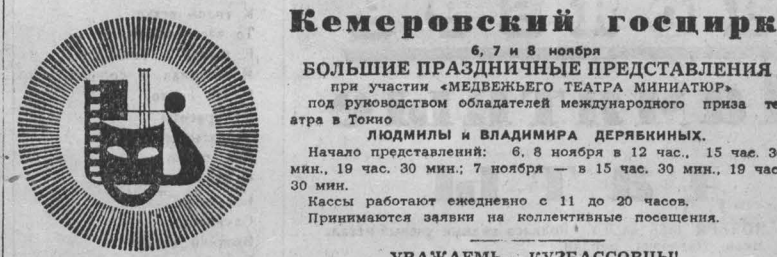 Кемеровский госцирк
6, 7 и 8 ноября
БОЛЬШИЕ ПРАЗДНИЧНЫЕ ПРЕДСТАВЛЕНИЯ
при участии «МЕДВЕЖЬЕГО ТЕАТРА МИНИАТЮР»
под руководством обладателей международного приза те
атра в Токио
ЛЮДМИЛЫ и ВЛАДИМИРА ДЕРЯБКИНЫХ.
Начало представлений: 6, 8 ноября в 12 час., 15 час. 3
мин., 19 час. 30 мин.; 7 ноября — в 15 час. 30 мин., 19 час
30 мин.
Кассы работают ежедневно с 11 до 20 часов.
Принимаются заявки на коллективные посещения.
УВАЖАЕМЬ КУЗБАССОВЦЫ!